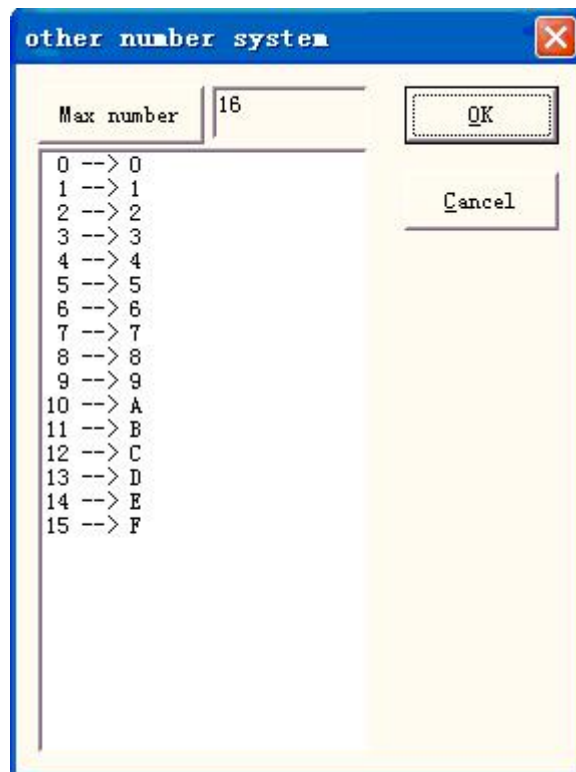 other number system
Max number
16
OK
Cancel
0 --> 0
1 --> 1
2 --> 2
3 --> 3
4 --> 4
5 --> 5
6 --> 6
7 --> 7
8 --> 8
9 --> 9
10 --> A
11 --> B
12 --> C
13 --> D
14 --> E
15 --> F